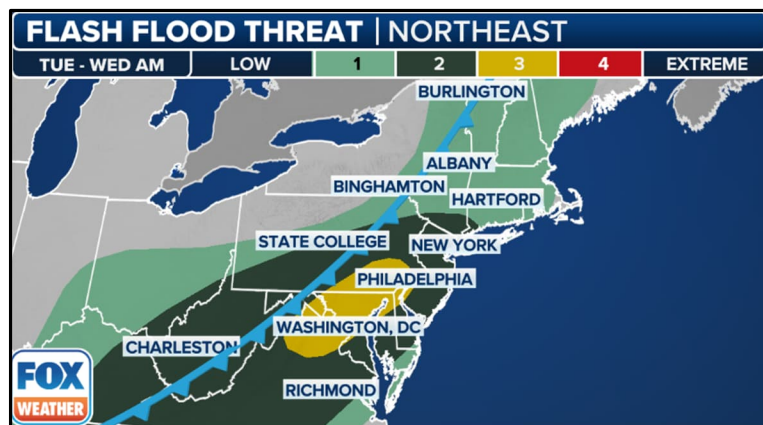 FLASH FLOOD THREAT | NORTHEAST
TUE - WED AM LOW 1 2 3 4 EXTREME
BURLINGTON
ALBANY
BINGHAMTON
HARTFORD
STATE COLLEGE
NEW YORK
PHILADELPHIA
WASHINGTON, DC
CHARLESTON
RICHMOND
FOX
WEATHER